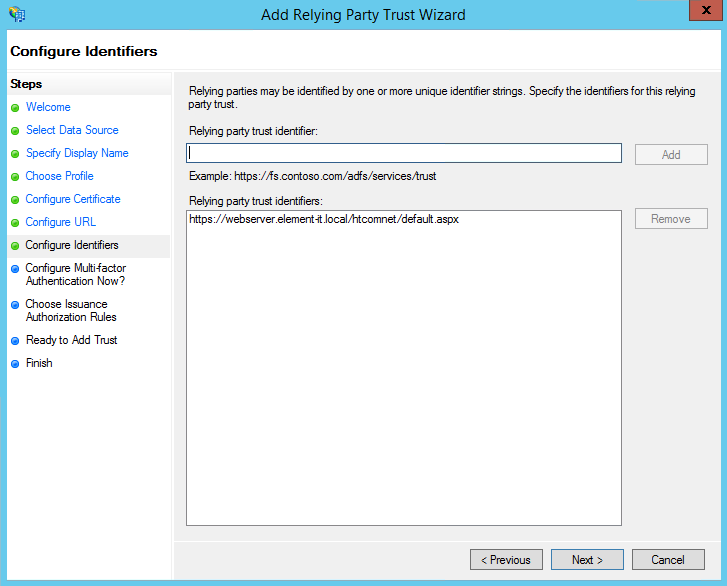 Add Relying Party Trust Wizard
X
Configure Identifiers
Steps
Welcome
Select Data Source
Specify Display Name
Choose Profile
Configure Certificate
Configure URL
Configure Identifiers
Configure Multi-factor
Authentication Now?
Choose Issuance
Authorization Rules
Ready to Add Trust
Finish
Relying parties may be identified by one or more unique identifier strings. Specify the identifiers for this relying
party trust.
Relying party trust identifier:
Add
Example: https://fs.contoso.com/adfs/services/trust
Relying party trust identifiers:
https://webserver.element-it.local/htcomnet/default.aspx
Remove
< Previous
Next >
Cancel